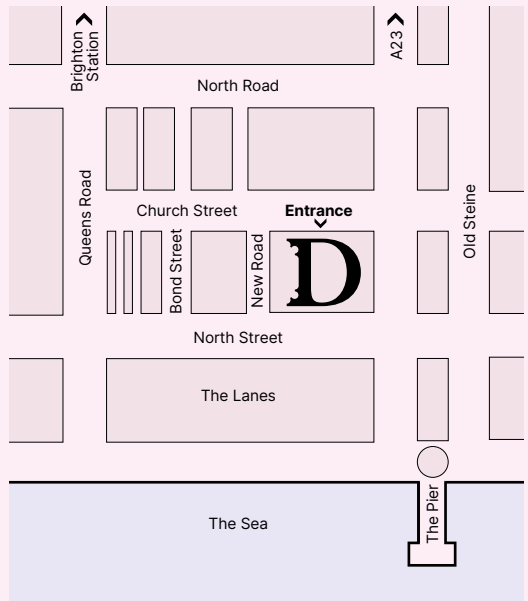 Brighton
Station
A23
North Road
Queens Road
Church Street
Entrance
Old Steine
Bond Street
New Road
D
North Street
The Lanes
The Pier
The Sea